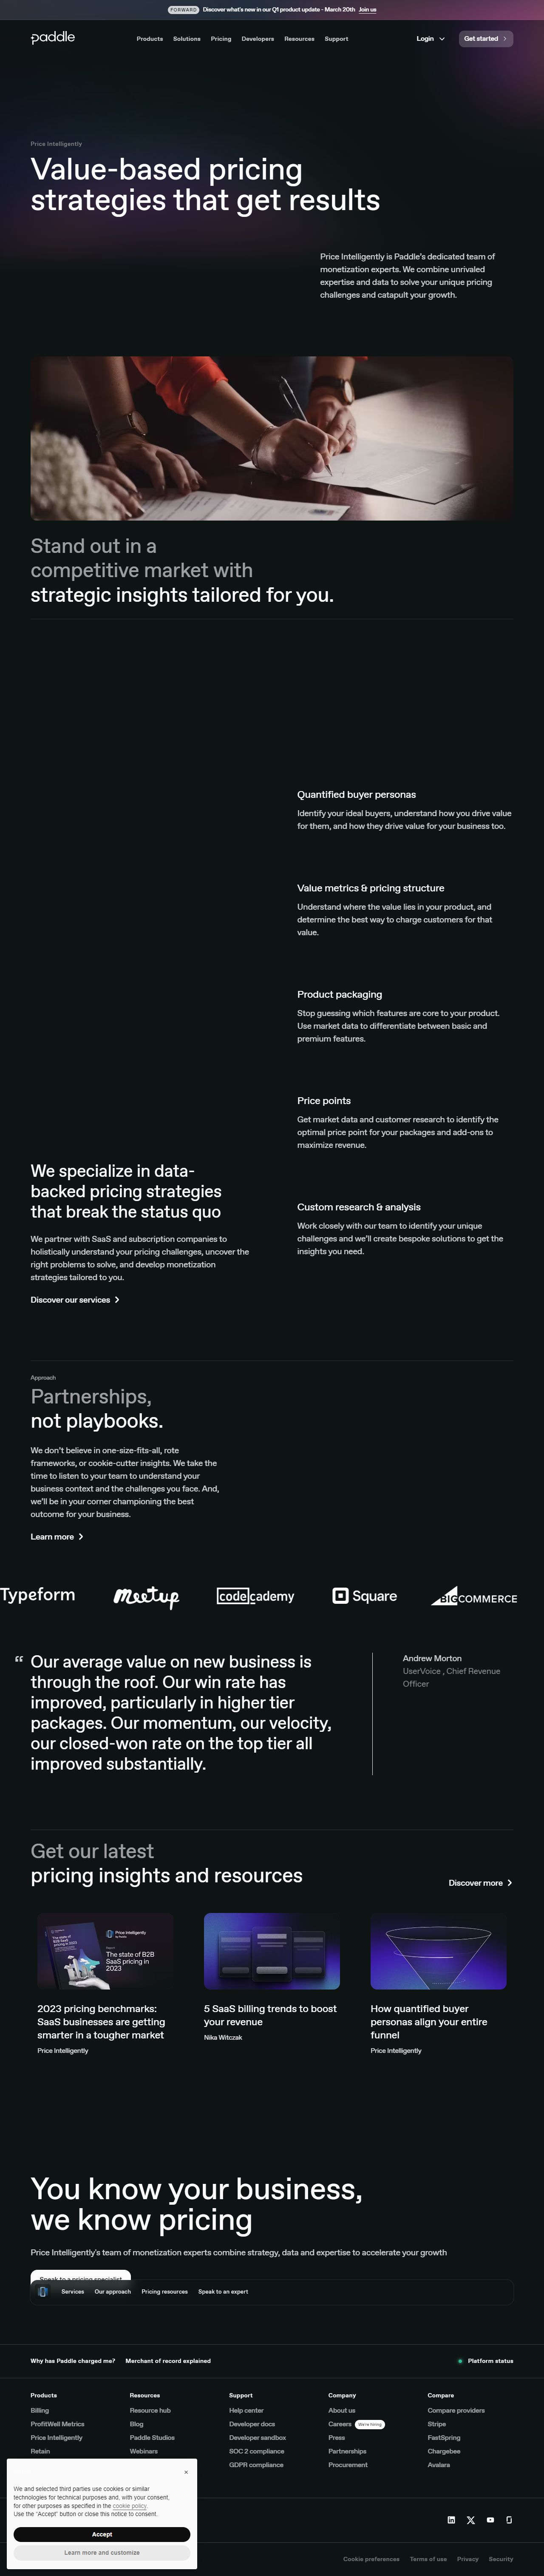 FORWARD Discover what's new in our Q1 product update - March 20th Join us
paddle Products Solutions Pricing Developers Resources Support Login Get started
Price Intelligently
Value-based pricing
strategies that get results
Price Intelligently is Paddle's dedicated team of
monetization experts. We combine unrivaled
expertise and data to solve your unique pricing
challenges and catapult your growth.
Stand out in a
competitive market with
strategic insights tailored for you.
Quantified buyer personas
Identify your ideal buyers, understand how you drive value
for them, and how they drive value for your business too.
Value metrics & pricing structure
Understand where the value lies in your product, and
determine the best way to charge customers for that
value.
Product packaging
Stop guessing which features are core to your product.
Use market data to differentiate between basic and
premium features.
Price points
Get market data and customer research to identify the
optimal price point for your packages and add-ons to
maximize revenue.
We specialize in data-
backed pricing strategies
that break the status quo
We partner with SaaS and subscription companies to
holistically understand your pricing challenges, uncover the
right problems to solve, and develop monetization
strategies tailored to you.
Discover our services
Custom research & analysis
Work closely with our team to identify your unique
challenges and we'll create bespoke solutions to get the
insights you need.
Approach
Partnerships,
not playbooks.
We don't believe in one-size-fits-all, rote
frameworks, or cookie-cutter insights. We take the
time to listen to your team to understand your
business context and the challenges you face. And,
we'll be in your corner championing the best
outcome for your business.
Learn more
Typeform Meetup codecademy Square BIGCOMMERCE
“ Our average value on new business is
through the roof. Our win rate has
improved, particularly in higher tier
packages. Our momentum, our velocity,
our closed-won rate on the top tier all
improved substantially.
Andrew Morton
UserVoice , Chief Revenue
Officer
Get our latest
pricing insights and resources
Discover more
Price Intelligently
The state of B2B
SaaS pricing in
2023
2023 pricing benchmarks:
SaaS businesses are getting
smarter in a tougher market
Price Intelligently
5 SaaS billing trends to boost
your revenue
Nika Witczak
How quantified buyer
personas align your entire
funnel
Price Intelligently
You know your business,
we know pricing
Price Intelligently's team of monetization experts combine strategy, data, and expertise to accelerate your growth
Speak to a pricing specialist
Services Our approach Pricing resources Speak to an expert
Why has Paddle charged me? Merchant of record explained Platform status
Products
Billing
ProfitWell Metrics
Price Intelligently
Retain
Resources
Resource hub
Blog
Paddle Studios
Webinars
Support
Help center
Developer docs
Developer sandbox
SOC 2 compliance
GDPR compliance
Company
About us
Careers We're hiring
Press
Partnerships
Procurement
Compare
Compare providers
Stripe
FastSpring
Chargebee
Avalara
We and selected third parties use cookies or similar
technologies for technical purposes and, with your consent,
for other purposes as specified in the cookie policy.
Use the “Accept” button or close this notice to consent.
Accept
Learn more and customize
Cookie preferences Terms of use Privacy Security